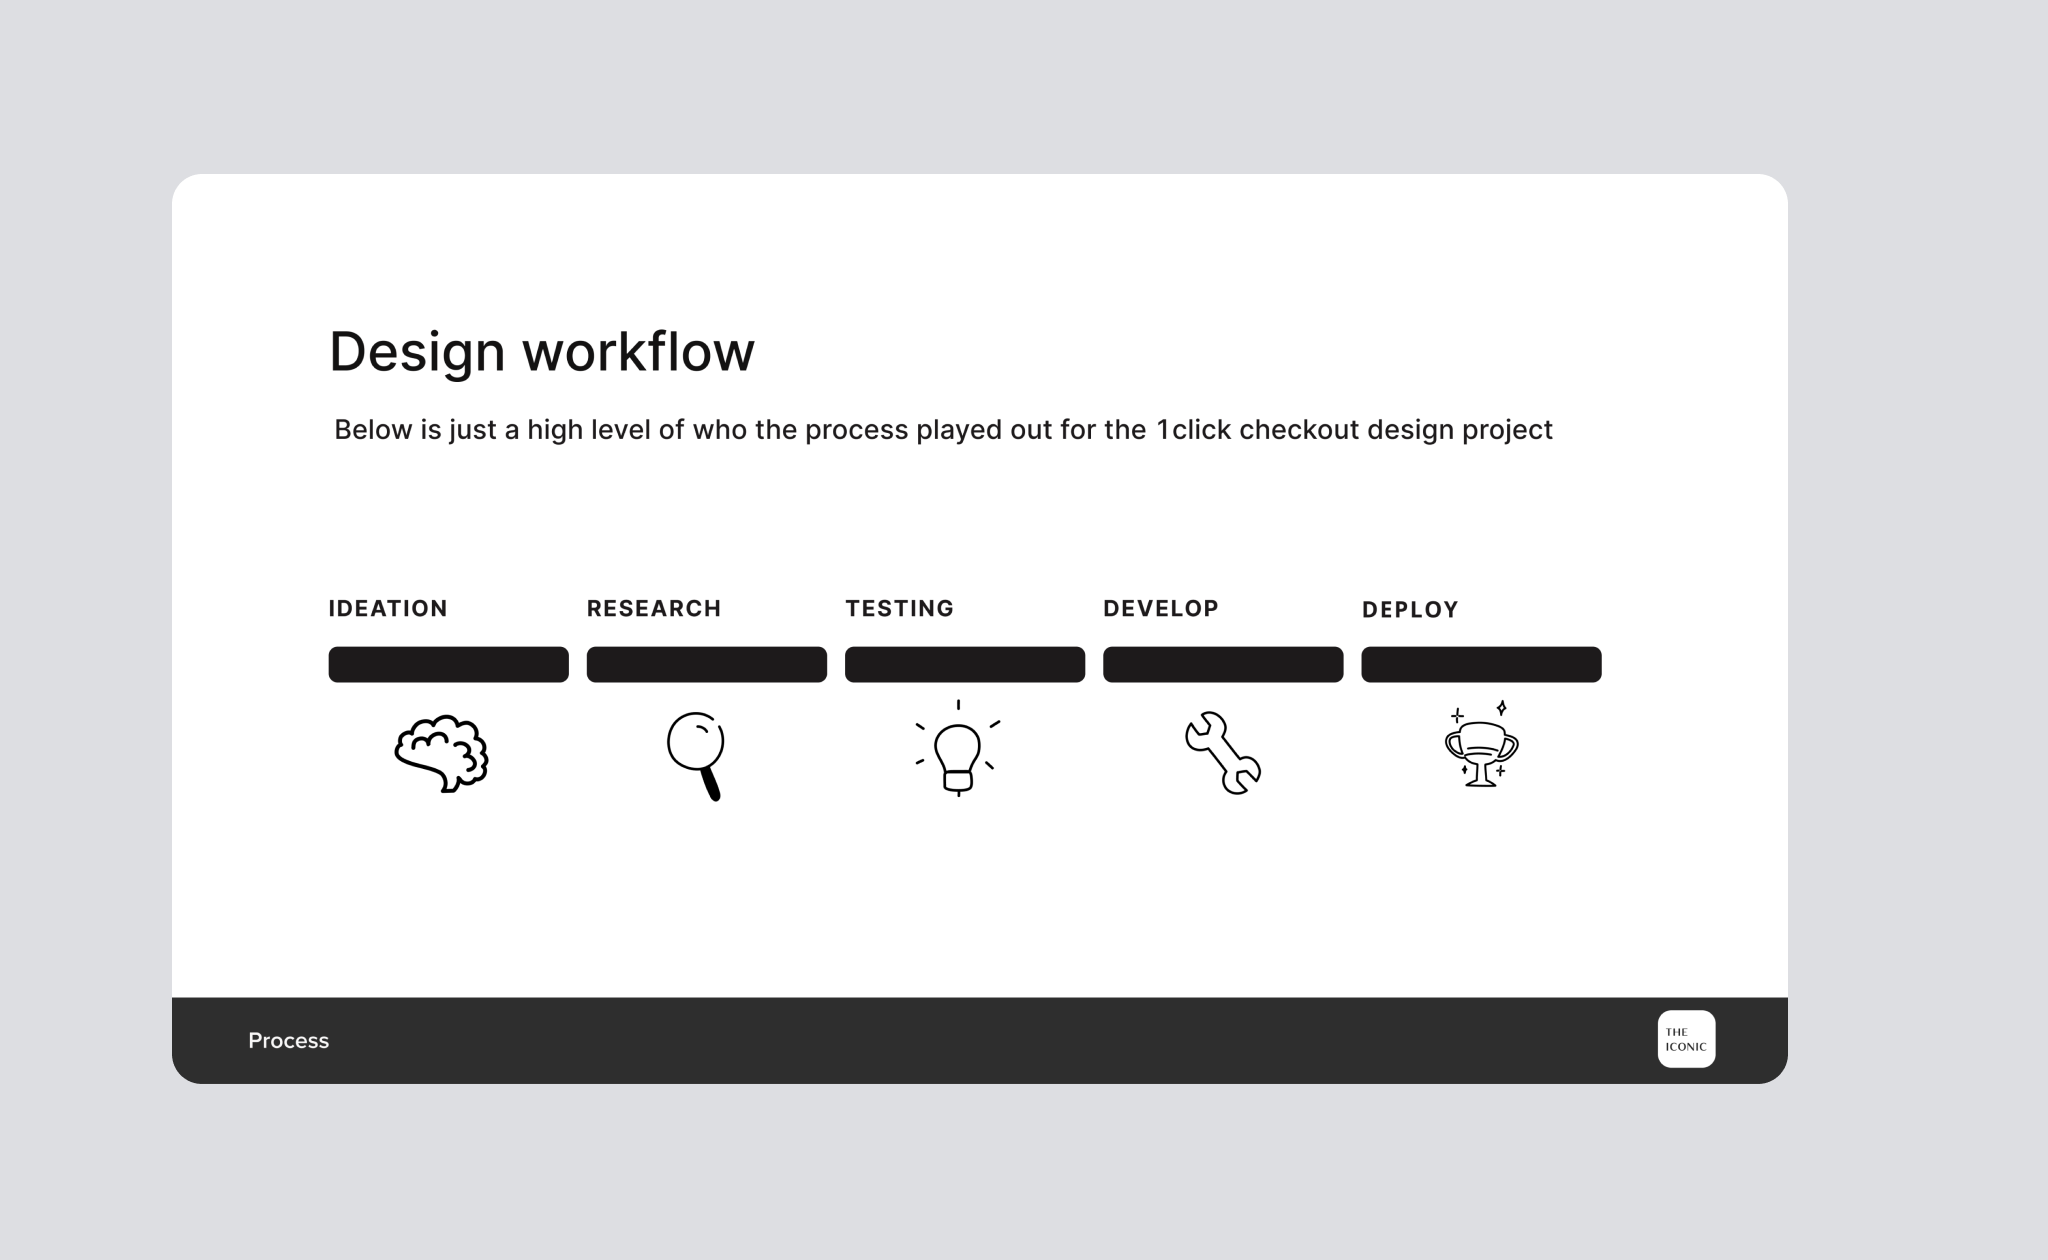 Design workflow
Below is just a high level of who the process played out for the 1click checkout design project
IDEATION
RESEARCH
TESTING
DEVELOP
DEPLOY
Process
THE
ICONIC